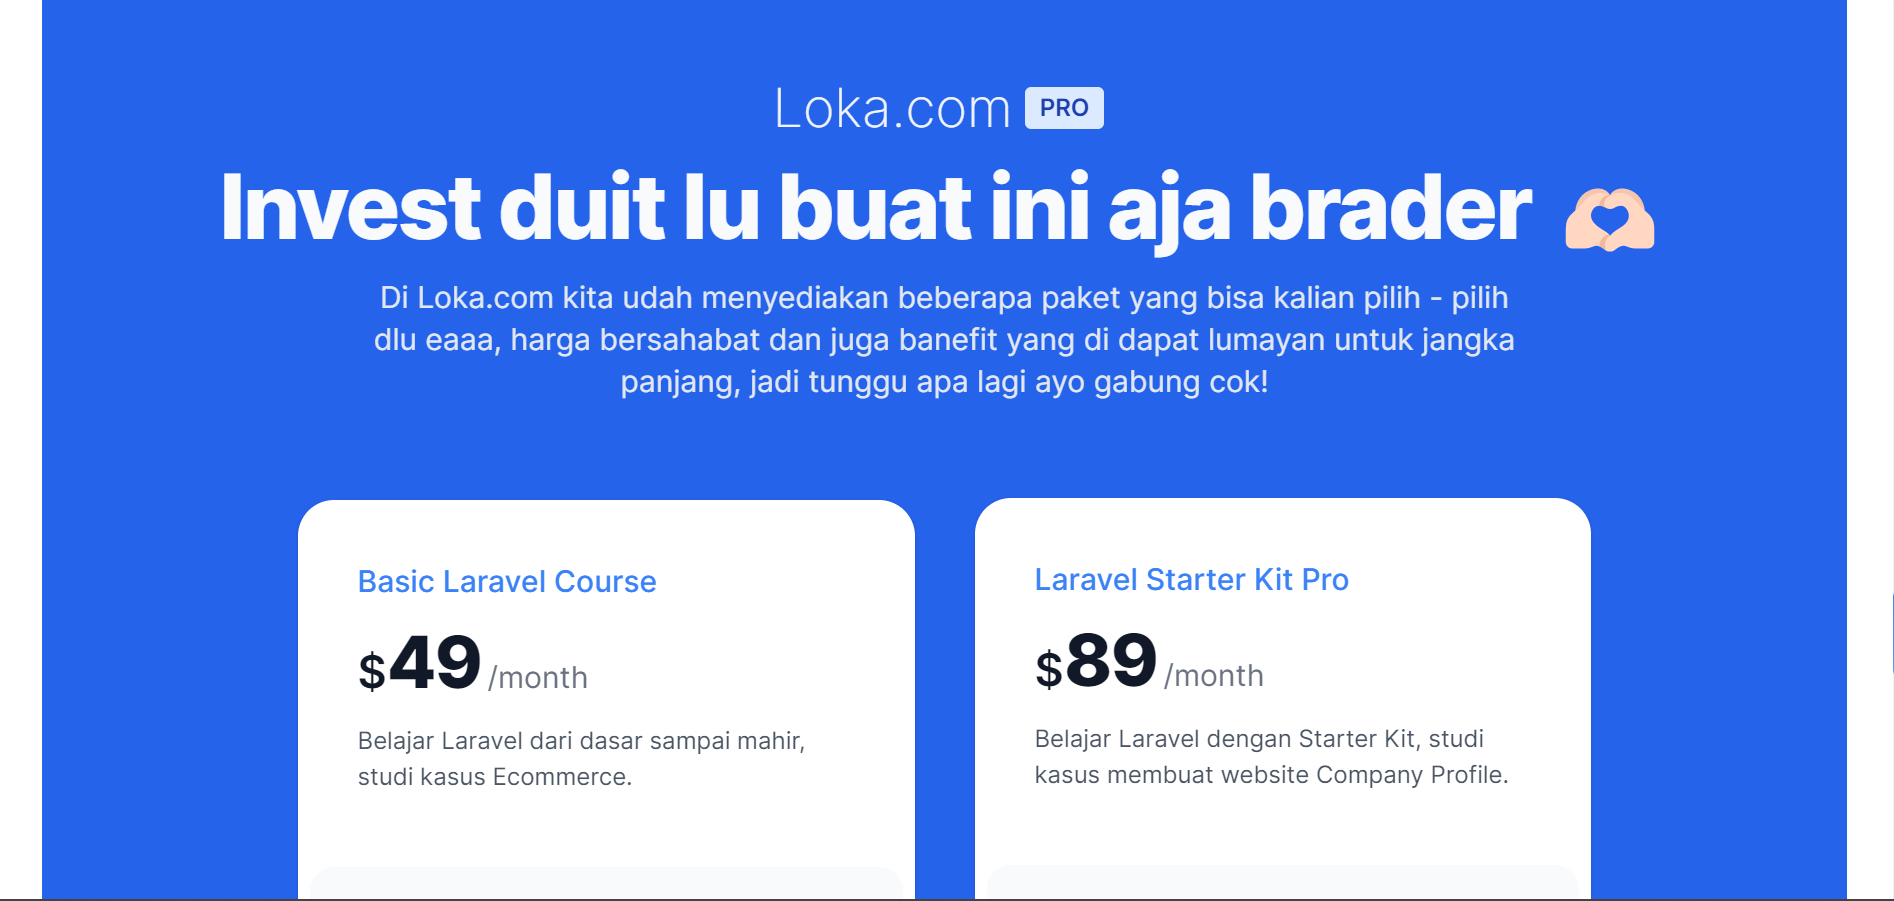 Loka.com PRO
Invest duit lu buat ini aja brader 🫶🏻
Di Loka.com kita udah menyediakan beberapa paket yang bisa kalian pilih - pilih
dlu eaaa, harga bersahabat dan juga banefit yang di dapat lumayan untuk jangka
panjang, jadi tunggu apa lagi ayo gabung cok!
Basic Laravel Course
$49 /month
Belajar Laravel dari dasar sampai mahir,
studi kasus Ecommerce.
Laravel Starter Kit Pro
$89 /month
Belajar Laravel dengan Starter Kit, studi
kasus membuat website Company Profile.